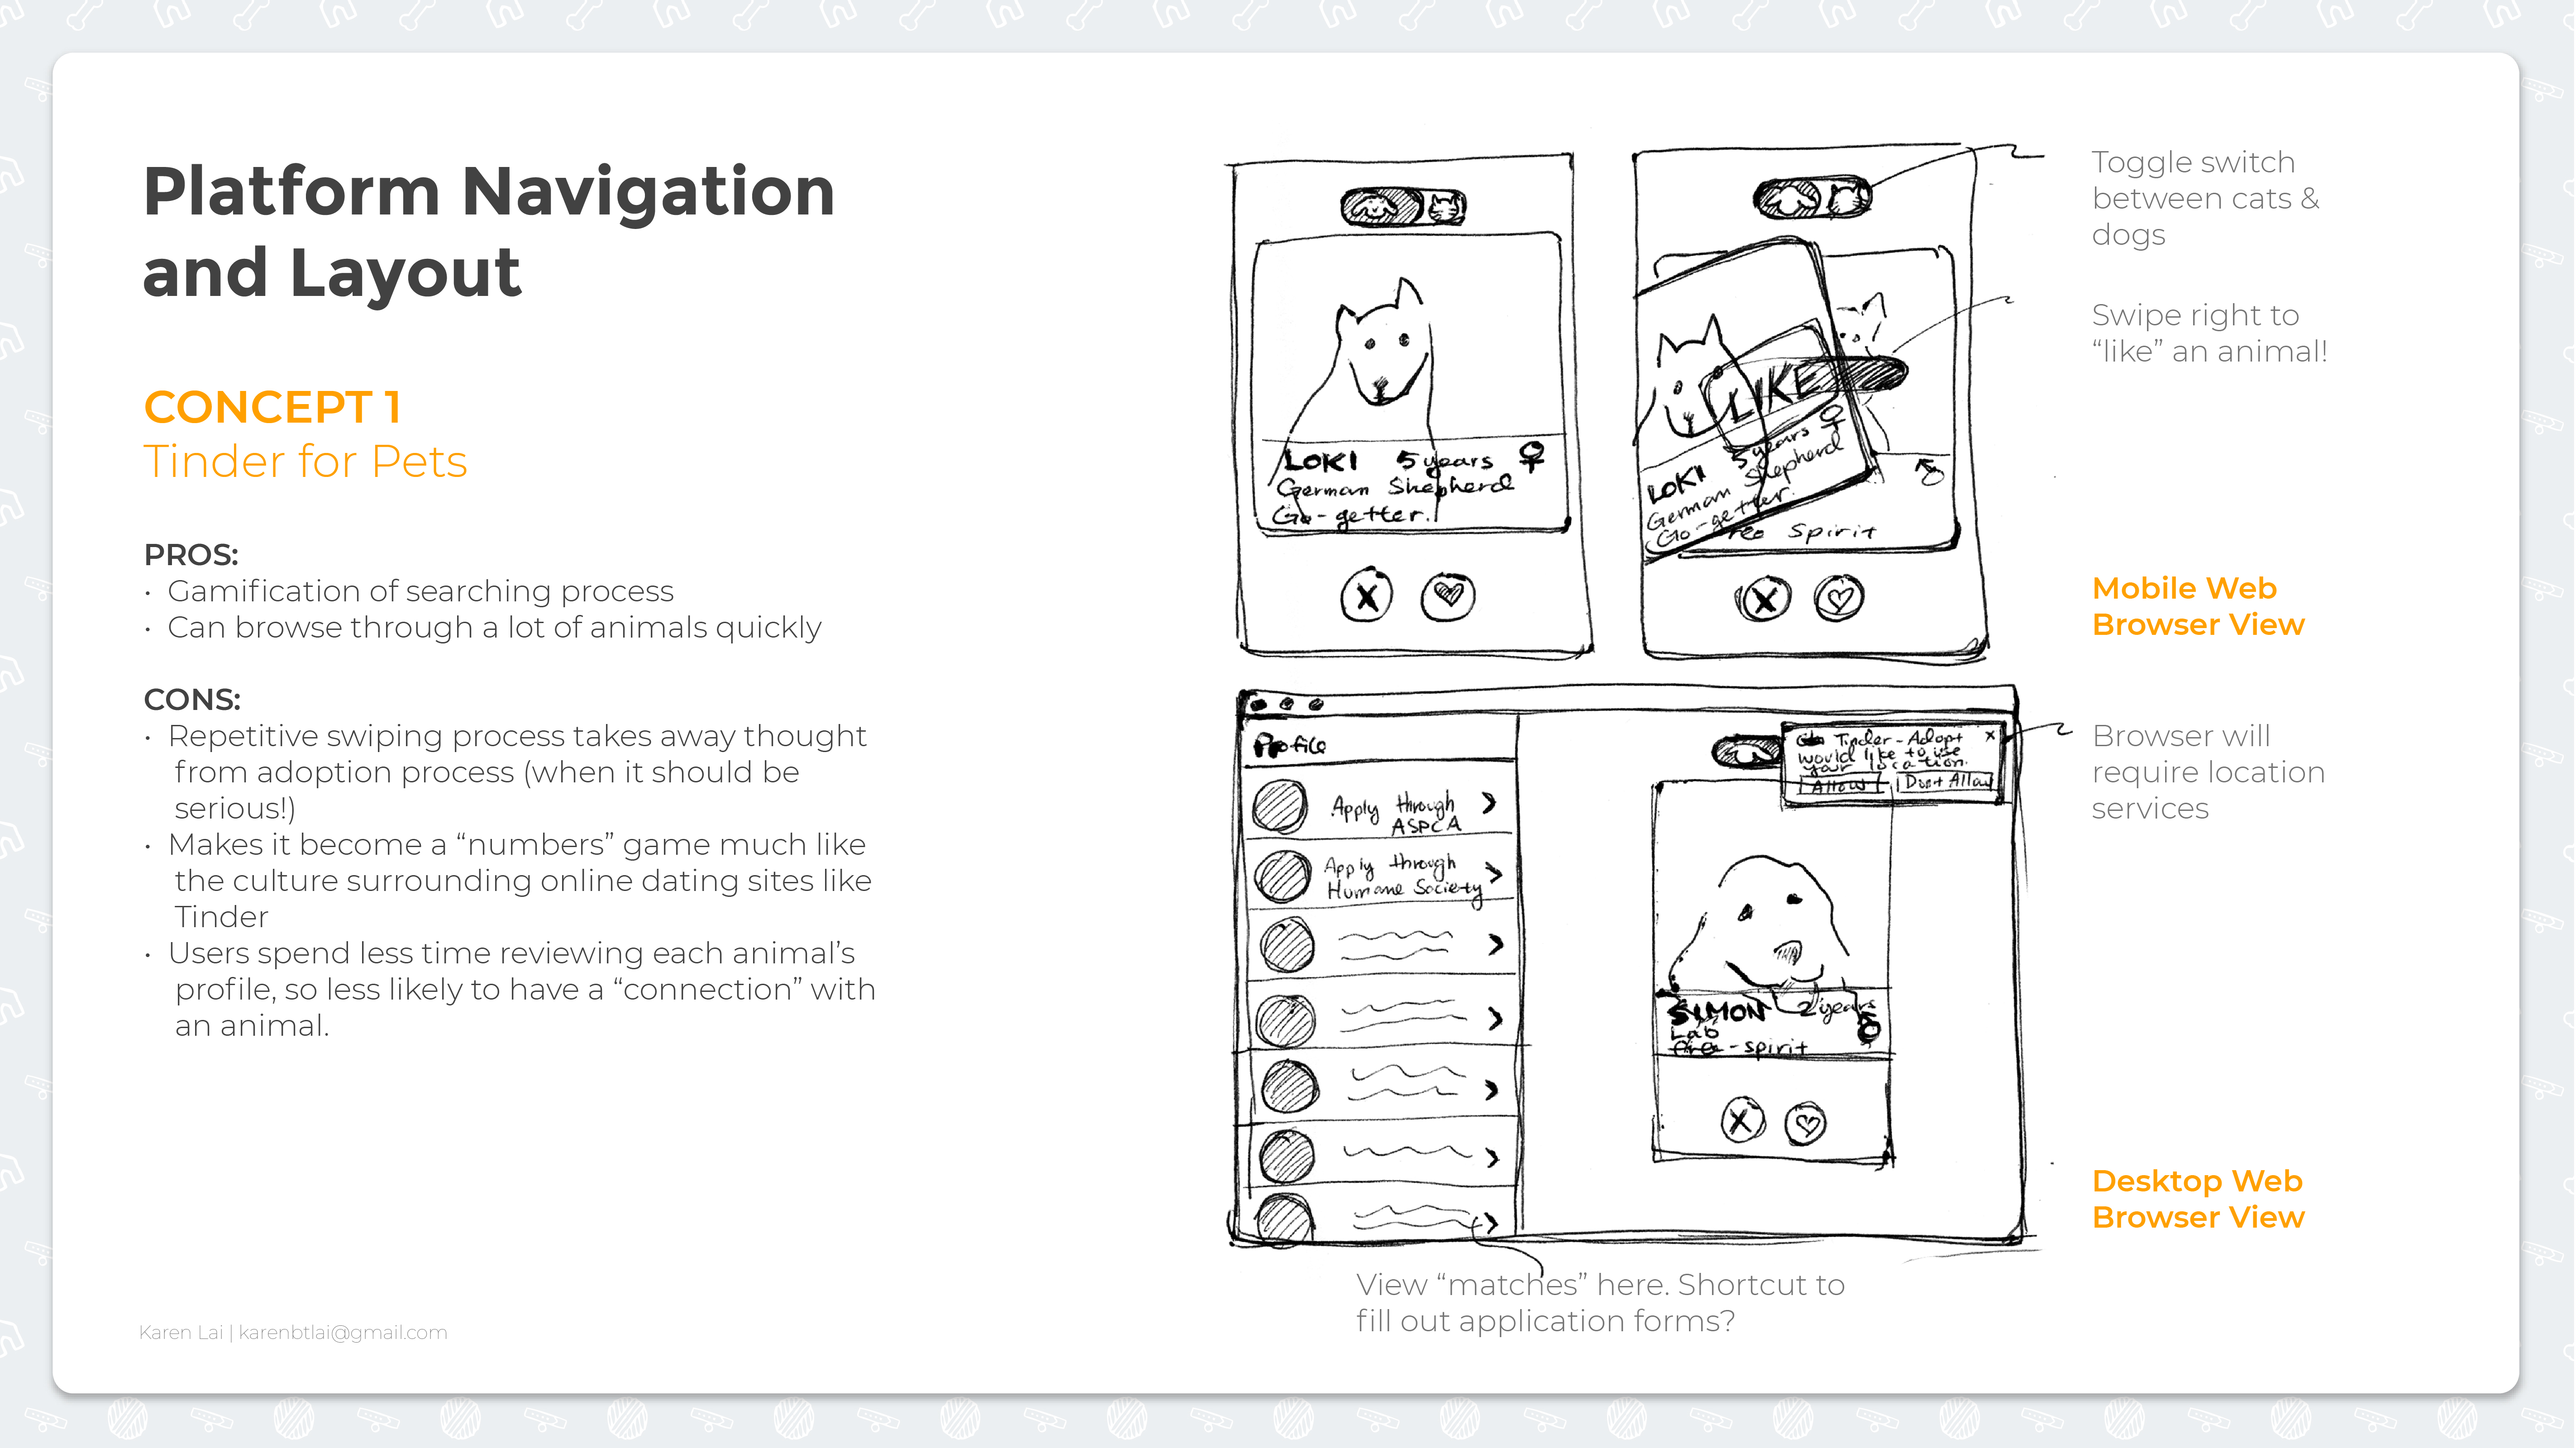 Platform Navigation
and Layout
CONCEPT 1
Tinder for Pets
PROS:
• Gamification of searching process
• Can browse through a lot of animals quickly
CONS:
• Repetitive swiping process takes away thought
from adoption process (when it should be
serious!)
• Makes it become a “numbers” game much like
the culture surrounding online dating sites like
Tinder
• Users spend less time reviewing each animal’s
profile, so less likely to have a “connection” with
an animal.
Karen Lai | karenbtlai@gmail.com
LOKI 5 years ♀
German Shepherd
Go-getter.
LIKE
LOKI 5 years ♀
German Shepherd
Go-getter.
Spirit
Toggle switch
between cats &
dogs
Swipe right to
“like” an animal!
Mobile Web
Browser View
Profile
Apply through
ASPCA
Apply through
Humane Society
Tinder-Adopt x
would like to use
your location.
Allow Don't Allow
SIMON 2 years
Lab
free-spirit
Browser will
require location
services
Desktop Web
Browser View
View “matches” here. Shortcut to
fill out application forms?